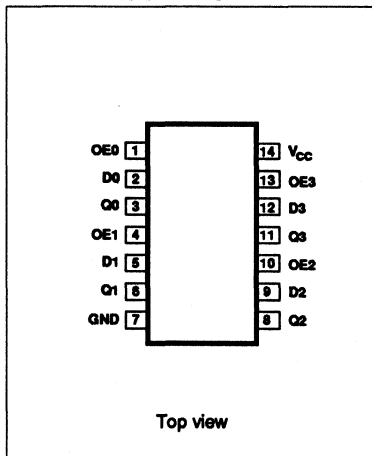 OE0 1 14 VCC
D0 2 13 OE3
Q0 3 12 D3
OE1 4 11 Q3
D1 5 10 OE2
Q1 6 9 D2
GND 7 8 Q2
Top view